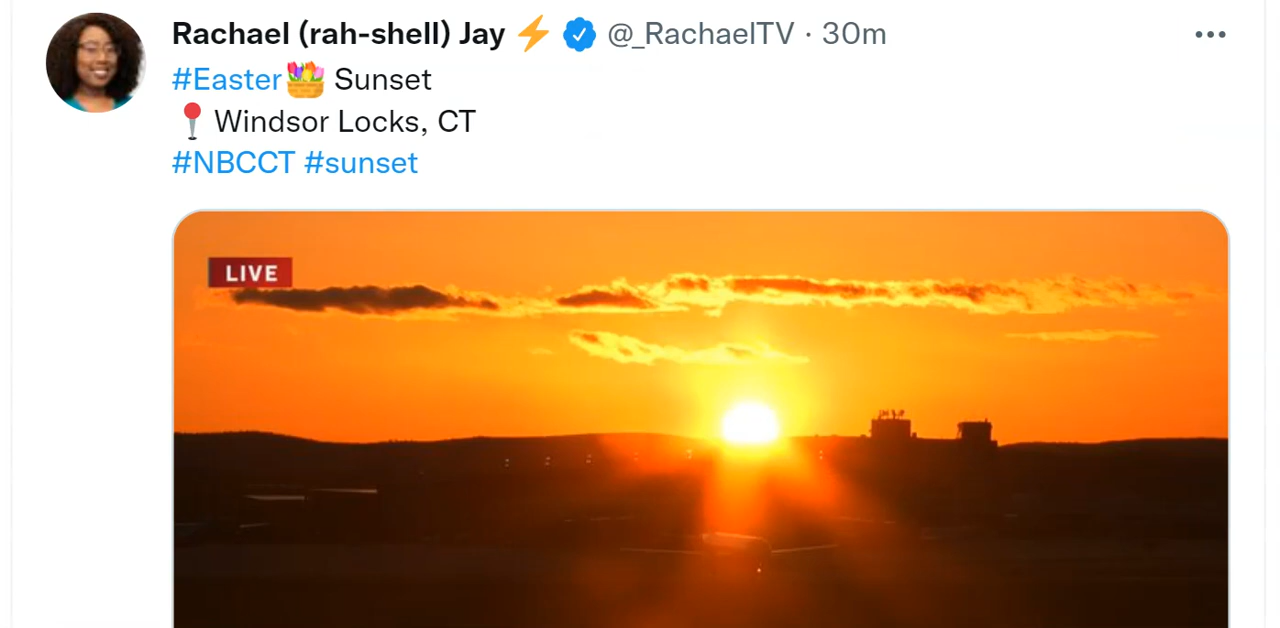 Rachael (rah-shell) Jay ⚡ @_RachaelTV · 30m
#Easter Sunset
📍 Windsor Locks, CT
#NBCCT #sunset
LIVE